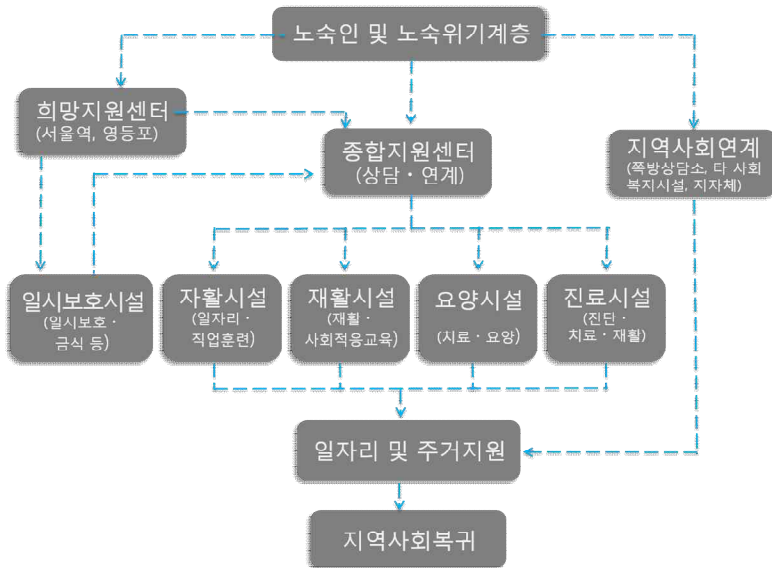 노숙인 및 노숙위기계층
희망지원센터
(서울역, 영등포)
종합지원센터
(상담・연계)
지역사회연계
(쪽방상담소, 다 사회
복지시설, 지자체)
일시보호시설
(일시보호・
금식 등)
자활시설
(일자리・
직업훈련)
재활시설
(재활・
사회적응교육)
요양시설
(치료・요양)
진료시설
(진단・
치료・재활)
일자리 및 주거지원
지역사회복귀